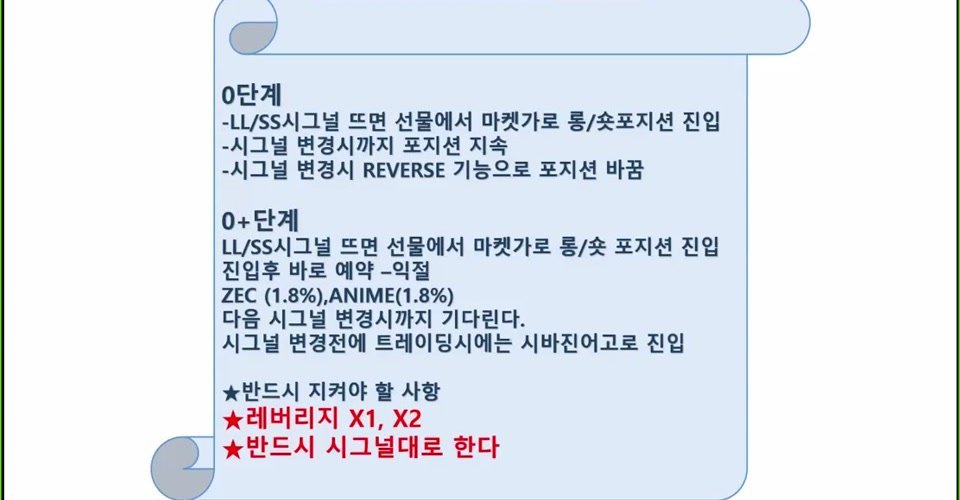 0단계
-LL/SS시그널 뜨면 선물에서 마켓가로 롱/숏포지션 진입
-시그널 변경시까지 포지션 지속
-시그널 변경시 REVERSE 기능으로 포지션 바꿈
0+단계
LL/SS시그널 뜨면 선물에서 마켓가로 롱/숏 포지션 진입
진입후 바로 예약 –익절
ZEC (1.8%),ANIME(1.8%)
다음 시그널 변경시까지 기다린다.
시그널 변경전에 트레이딩시에는 시바진어고로 진입
★반드시 지켜야 할 사항
★레버리지 X1, X2
★반드시 시그널대로 한다